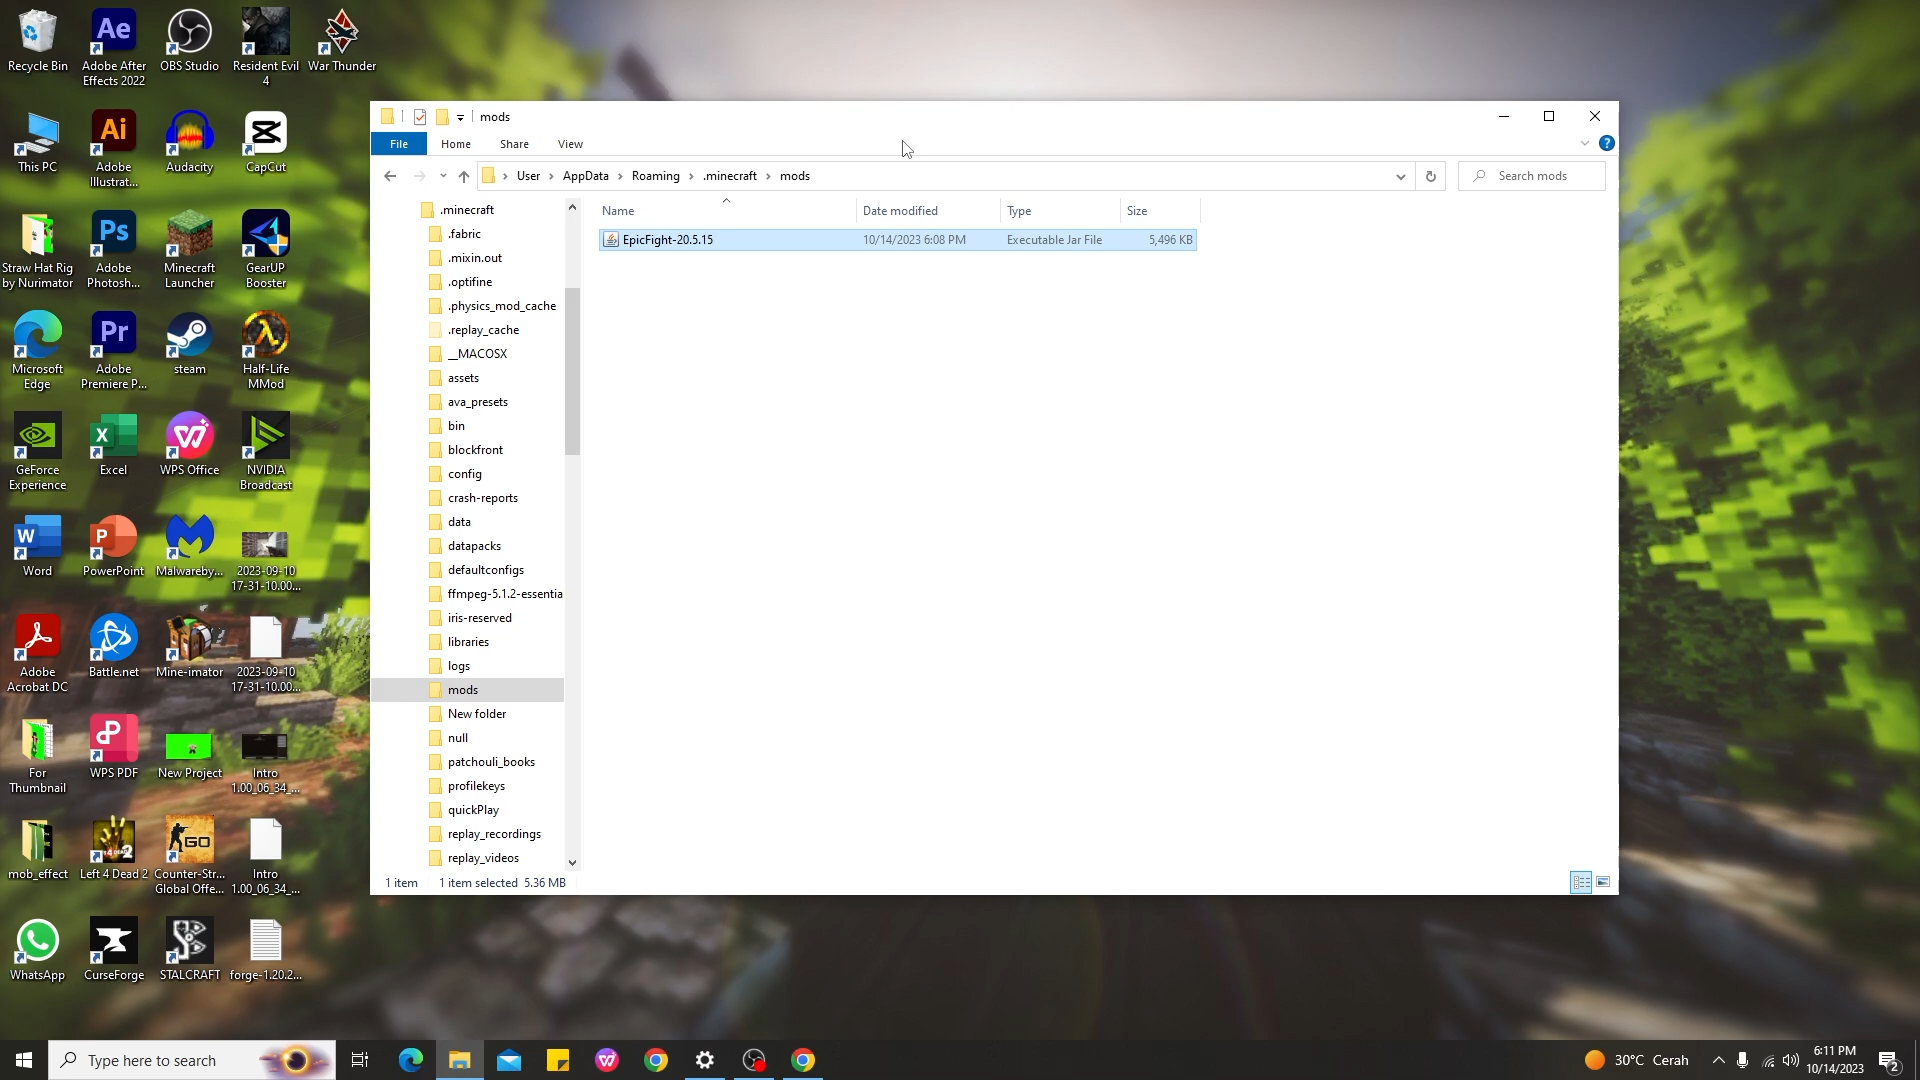 Recycle Bin
Adobe After
Effects 2022
OBS Studio
Resident Evil
4
War Thunder
This PC
Adobe
Illustrat...
Audacity
CapCut
Straw Hat Rig
by Nurimator
Adobe
Photosh...
Minecraft
Launcher
GearUP
Booster
Microsoft
Edge
Adobe
Premiere P...
steam
Half-Life
MMod
GeForce
Experience
Excel
WPS Office
NVIDIA
Broadcast
Word
PowerPoint
Malwareby...
2023-09-10
17-31-10.00...
Adobe
Acrobat DC
Battle.net
Mine-imator
2023-09-10
17-31-10.00...
For
Thumbnail
WPS PDF
New Project
Intro
1.00_06_34_...
mob_effect
Left 4 Dead 2
Counter-Str...
Global Offe...
Intro
1.00_06_34_...
WhatsApp
CurseForge
STALCRAFT
forge-1.20.2...
mods
File Home Share View
User AppData Roaming .minecraft mods
Search mods
.minecraft
.fabric
.mixin.out
.optifine
.physics_mod_cache
.replay_cache
__MACOSX
assets
ava_presets
bin
blockfront
config
crash-reports
data
datapacks
defaultconfigs
ffmpeg-5.1.2-essentia
iris-reserved
libraries
logs
mods
New folder
null
patchouli_books
profilekeys
quickPlay
replay_recordings
replay_videos
Name Date modified Type Size
EpicFight-20.5.15 10/14/2023 6:08 PM Executable Jar File 5,496 KB
1 item 1 item selected 5.36 MB
Type here to search
30°C Cerah
6:11 PM
10/14/2023
2